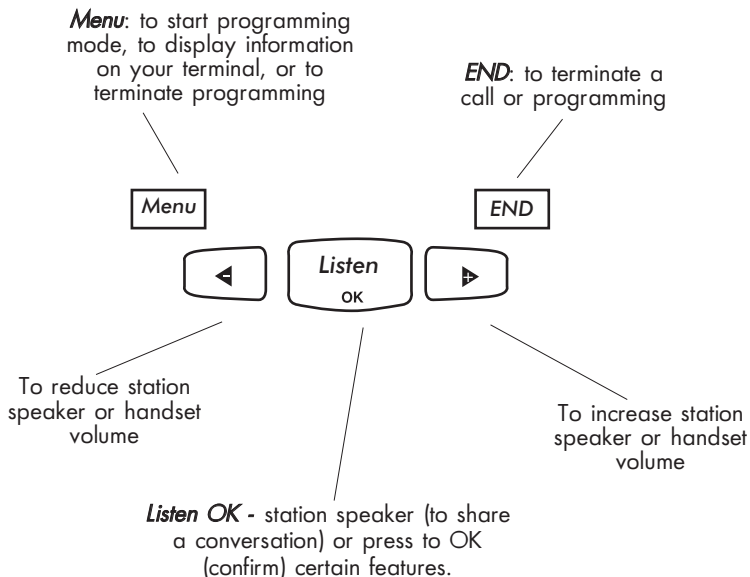 Menu: to start programming
mode, to display information
on your terminal, or to
terminate programming
END: to terminate a
call or programming
Menu
END
-
Listen
OK
+
To reduce station
speaker or handset
volume
To increase station
speaker or handset
volume
Listen OK - station speaker (to share
a conversation) or press to OK
(confirm) certain features.